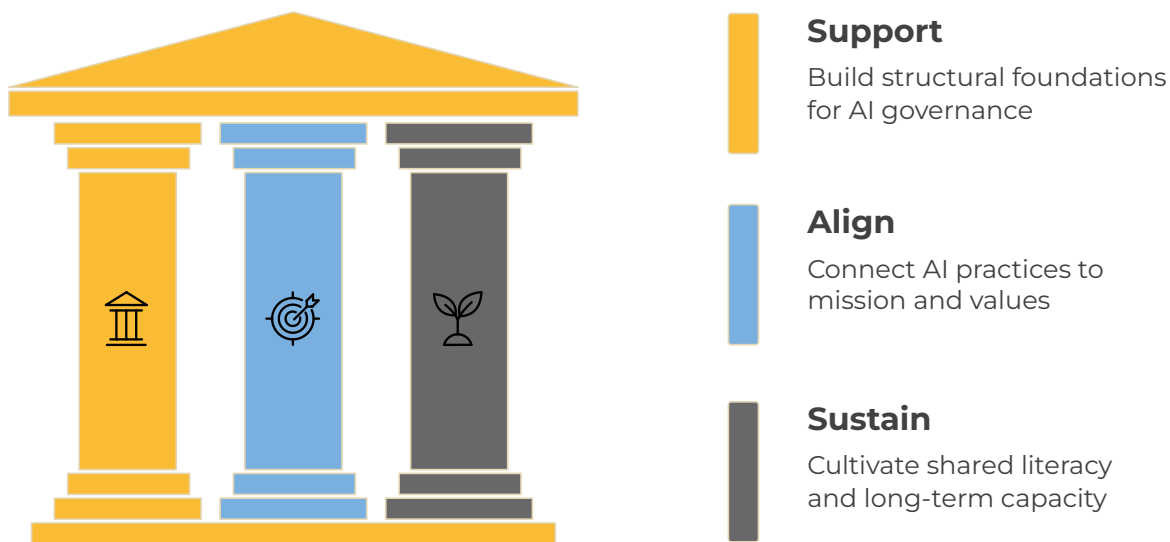 Support
Build structural foundations
for AI governance
Align
Connect AI practices to
mission and values
Sustain
Cultivate shared literacy
and long-term capacity